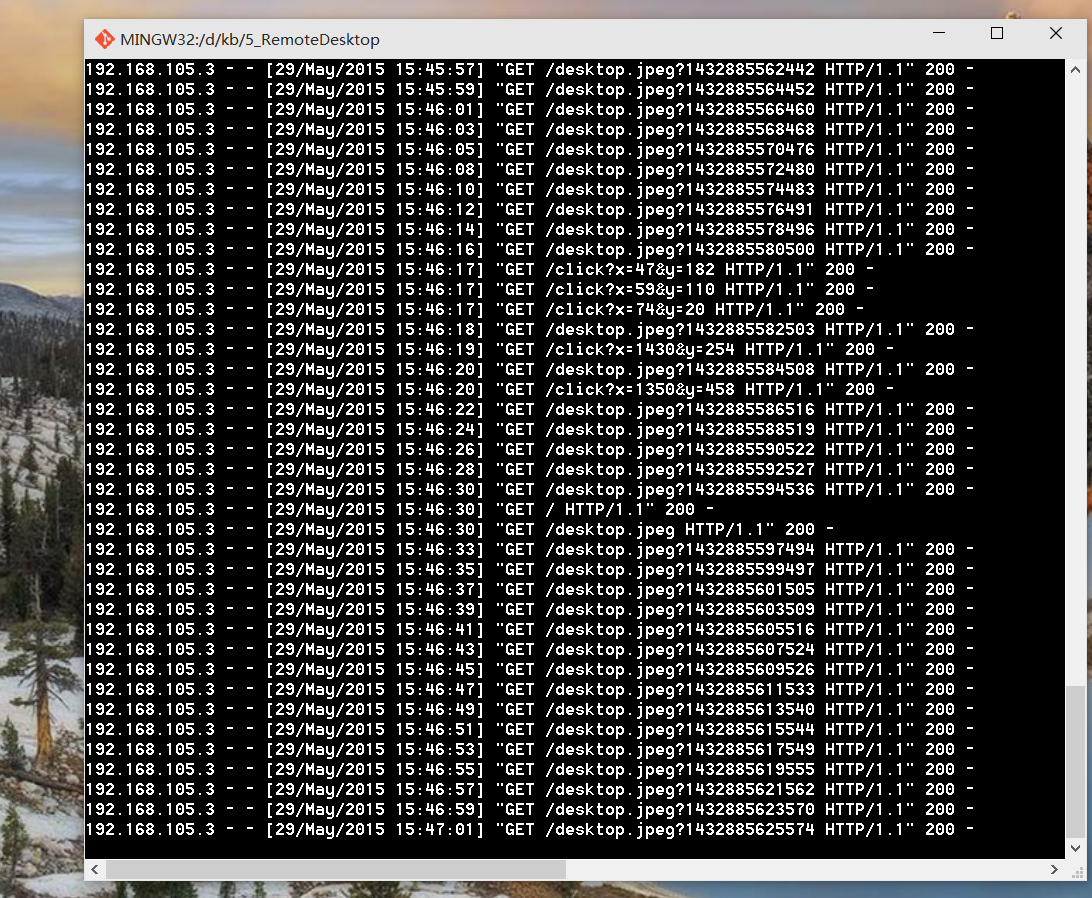 MINGW32:/d/kb/5_RemoteDesktop
192.168.105.3 - - [29/May/2015 15:45:57] "GET /desktop.jpeg?1432885562442 HTTP/1.1" 200 -
192.168.105.3 - - [29/May/2015 15:45:59] "GET /desktop.jpeg?1432885564452 HTTP/1.1" 200 -
192.168.105.3 - - [29/May/2015 15:46:01] "GET /desktop.jpeg?1432885566460 HTTP/1.1" 200 -
192.168.105.3 - - [29/May/2015 15:46:03] "GET /desktop.jpeg?1432885568468 HTTP/1.1" 200 -
192.168.105.3 - - [29/May/2015 15:46:05] "GET /desktop.jpeg?1432885570476 HTTP/1.1" 200 -
192.168.105.3 - - [29/May/2015 15:46:08] "GET /desktop.jpeg?1432885572480 HTTP/1.1" 200 -
192.168.105.3 - - [29/May/2015 15:46:10] "GET /desktop.jpeg?1432885574483 HTTP/1.1" 200 -
192.168.105.3 - - [29/May/2015 15:46:12] "GET /desktop.jpeg?1432885576491 HTTP/1.1" 200 -
192.168.105.3 - - [29/May/2015 15:46:14] "GET /desktop.jpeg?1432885578496 HTTP/1.1" 200 -
192.168.105.3 - - [29/May/2015 15:46:16] "GET /desktop.jpeg?1432885580500 HTTP/1.1" 200 -
192.168.105.3 - - [29/May/2015 15:46:17] "GET /click?x=47&y=182 HTTP/1.1" 200 -
192.168.105.3 - - [29/May/2015 15:46:17] "GET /click?x=59&y=110 HTTP/1.1" 200 -
192.168.105.3 - - [29/May/2015 15:46:17] "GET /click?x=74&y=20 HTTP/1.1" 200 -
192.168.105.3 - - [29/May/2015 15:46:18] "GET /desktop.jpeg?1432885582503 HTTP/1.1" 200 -
192.168.105.3 - - [29/May/2015 15:46:19] "GET /click?x=1430&y=254 HTTP/1.1" 200 -
192.168.105.3 - - [29/May/2015 15:46:20] "GET /desktop.jpeg?1432885584508 HTTP/1.1" 200 -
192.168.105.3 - - [29/May/2015 15:46:20] "GET /click?x=1350&y=458 HTTP/1.1" 200 -
192.168.105.3 - - [29/May/2015 15:46:22] "GET /desktop.jpeg?1432885586516 HTTP/1.1" 200 -
192.168.105.3 - - [29/May/2015 15:46:24] "GET /desktop.jpeg?1432885588519 HTTP/1.1" 200 -
192.168.105.3 - - [29/May/2015 15:46:26] "GET /desktop.jpeg?1432885590522 HTTP/1.1" 200 -
192.168.105.3 - - [29/May/2015 15:46:28] "GET /desktop.jpeg?1432885592527 HTTP/1.1" 200 -
192.168.105.3 - - [29/May/2015 15:46:30] "GET /desktop.jpeg?1432885594536 HTTP/1.1" 200 -
192.168.105.3 - - [29/May/2015 15:46:30] "GET / HTTP/1.1" 200 -
192.168.105.3 - - [29/May/2015 15:46:30] "GET /desktop.jpeg HTTP/1.1" 200 -
192.168.105.3 - - [29/May/2015 15:46:33] "GET /desktop.jpeg?1432885597494 HTTP/1.1" 200 -
192.168.105.3 - - [29/May/2015 15:46:35] "GET /desktop.jpeg?1432885599497 HTTP/1.1" 200 -
192.168.105.3 - - [29/May/2015 15:46:37] "GET /desktop.jpeg?1432885601505 HTTP/1.1" 200 -
192.168.105.3 - - [29/May/2015 15:46:39] "GET /desktop.jpeg?1432885603509 HTTP/1.1" 200 -
192.168.105.3 - - [29/May/2015 15:46:41] "GET /desktop.jpeg?1432885605516 HTTP/1.1" 200 -
192.168.105.3 - - [29/May/2015 15:46:43] "GET /desktop.jpeg?1432885607524 HTTP/1.1" 200 -
192.168.105.3 - - [29/May/2015 15:46:45] "GET /desktop.jpeg?1432885609526 HTTP/1.1" 200 -
192.168.105.3 - - [29/May/2015 15:46:47] "GET /desktop.jpeg?1432885611533 HTTP/1.1" 200 -
192.168.105.3 - - [29/May/2015 15:46:49] "GET /desktop.jpeg?1432885613540 HTTP/1.1" 200 -
192.168.105.3 - - [29/May/2015 15:46:51] "GET /desktop.jpeg?1432885615544 HTTP/1.1" 200 -
192.168.105.3 - - [29/May/2015 15:46:53] "GET /desktop.jpeg?1432885617549 HTTP/1.1" 200 -
192.168.105.3 - - [29/May/2015 15:46:55] "GET /desktop.jpeg?1432885619555 HTTP/1.1" 200 -
192.168.105.3 - - [29/May/2015 15:46:57] "GET /desktop.jpeg?1432885621562 HTTP/1.1" 200 -
192.168.105.3 - - [29/May/2015 15:46:59] "GET /desktop.jpeg?1432885623570 HTTP/1.1" 200 -
192.168.105.3 - - [29/May/2015 15:47:01] "GET /desktop.jpeg?1432885625574 HTTP/1.1" 200 -